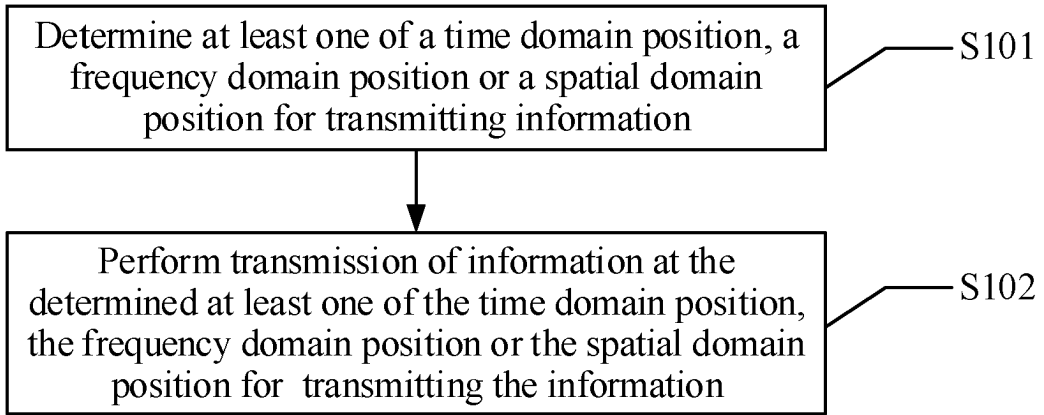 Determine at least one of a time domain position, a
frequency domain position or a spatial domain
position for transmitting information
S101
Perform transmission of information at the
determined at least one of the time domain position,
the frequency domain position or the spatial domain
position for transmitting the information
S102